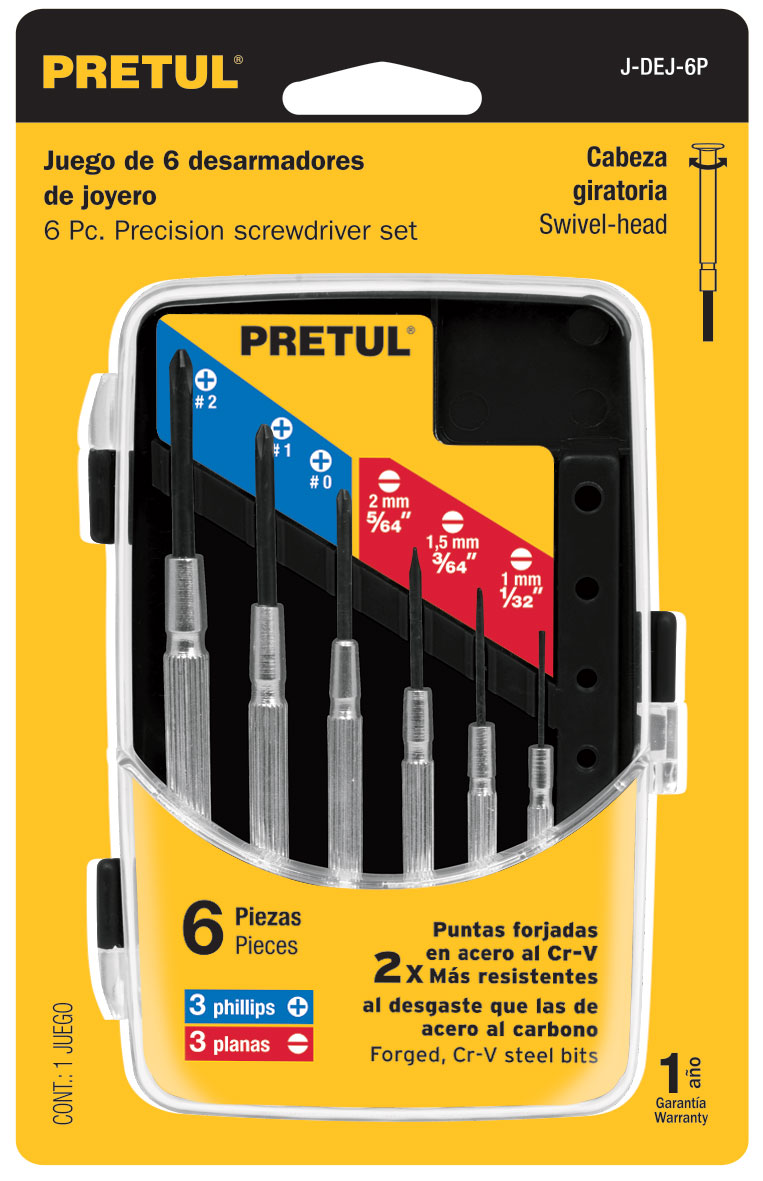 PRETUL®
J-DEJ-6P
Juego de 6 desarmadores
de joyero
6 Pc. Precision screwdriver set
Cabeza
giratoria
Swivel-head
PRETUL®
# 2
# 1
# 0
2 mm
5/64"
1,5 mm
3/64"
1 mm
1/32"
6 Piezas
Pieces
3 phillips
3 planas
Puntas forjadas
en acero al Cr-V
2x Más resistentes
al desgaste que las de
acero al carbono
Forged, Cr-V steel bits
CONT.: 1 JUEGO
1 año
Garantía
Warranty